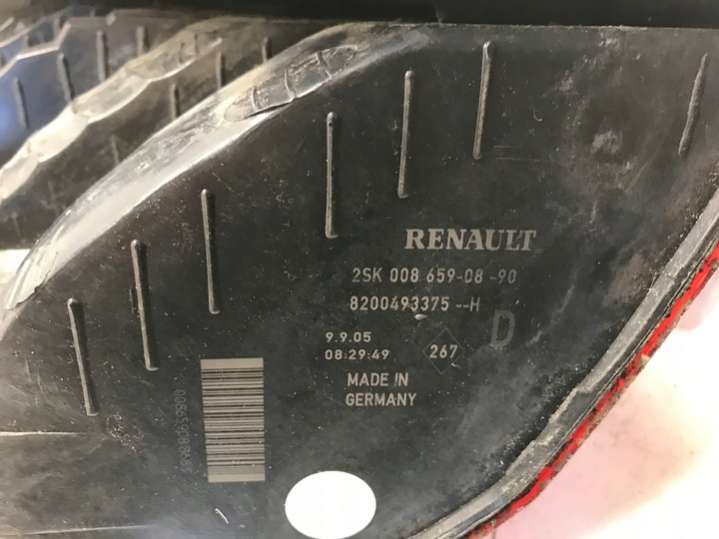 RENAULT
2SK 008 659-08 -90
8200493375 --H
D
9.9.05
08:29:49
267
MADE IN
GERMANY